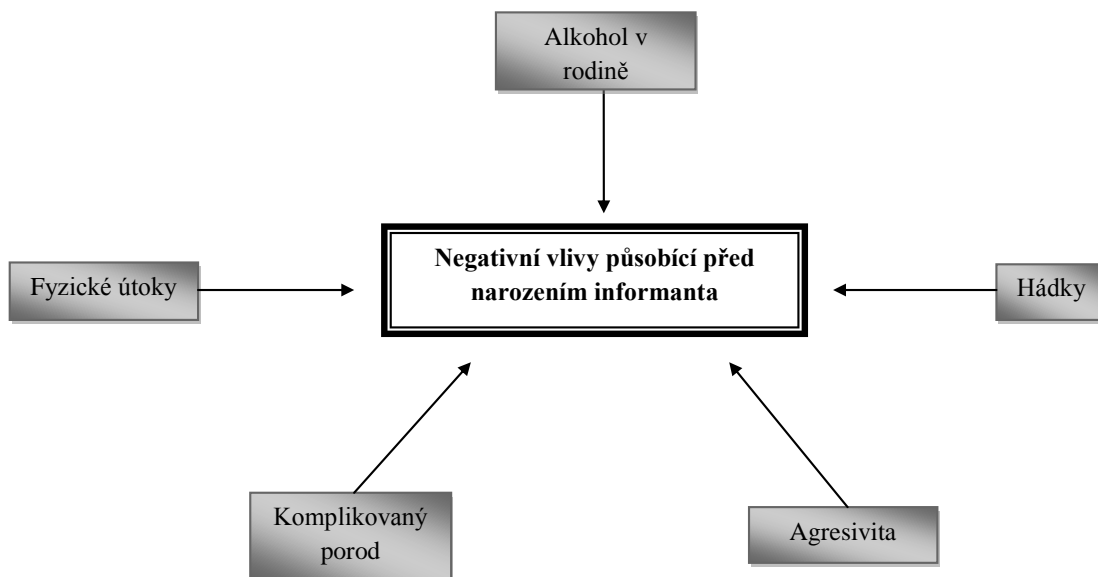 Alkohol v
rodině
Negativní vlivy působící před
narozením informanta
Fyzické útoky
Hádky
Komplikovaný
porod
Agresivita